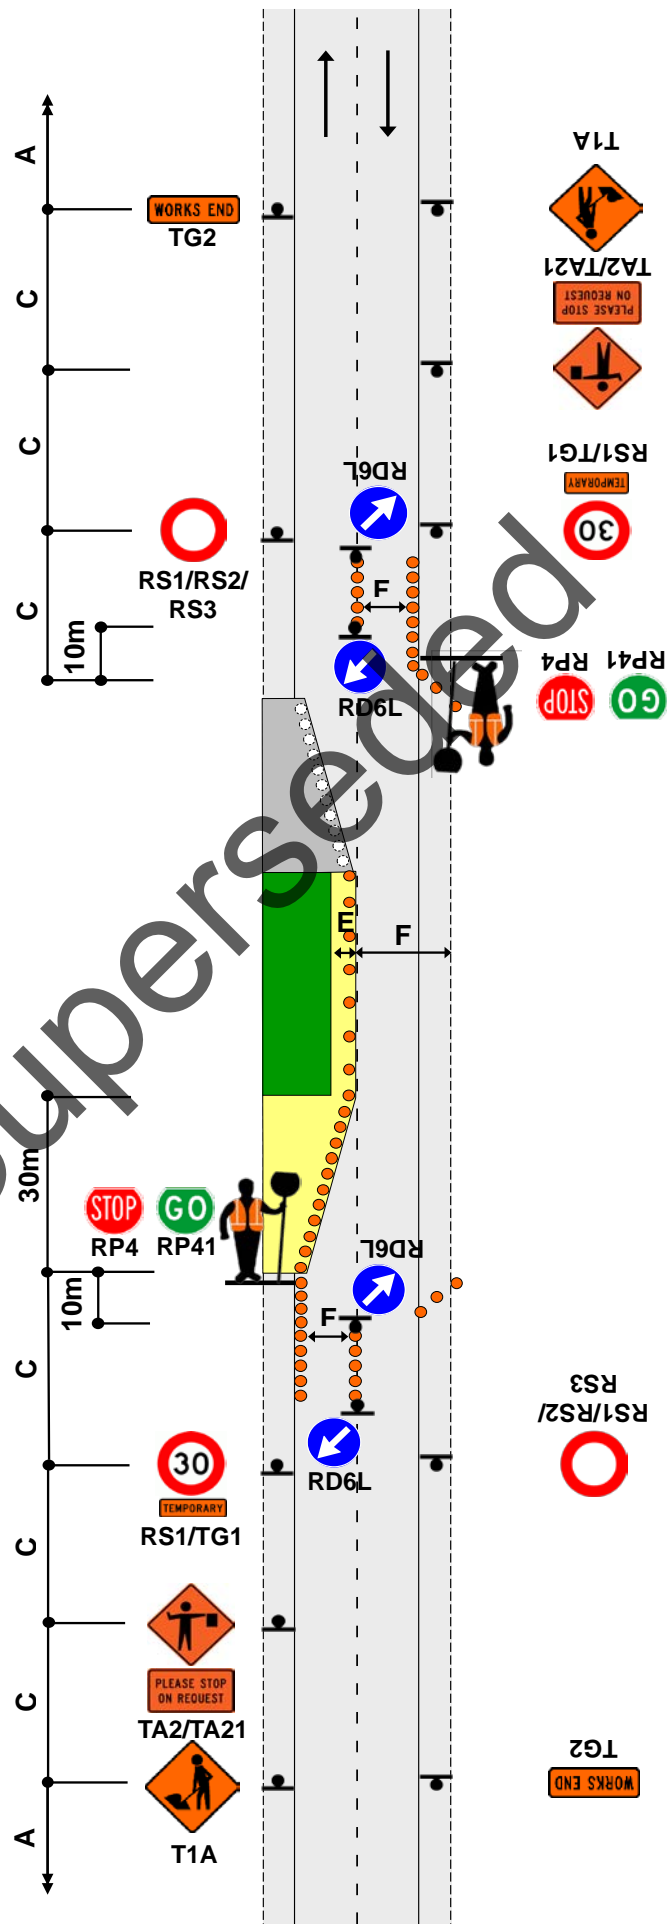 T1A
A
WORKS END
TG2
TA2/TA21
PLEASE STOP
ON REQUEST
C
C
RS1/TG1
TEMPORARY
30
RD6L
RS1/RS2/
RS3
F
C
10m
RP4
RP41
STOP
GO
RD6L
Superseded
E
F
30m
STOP
GO
RP4
RP41
RD6L
10m
F
C
RS1/RS2/
RS3
30
TEMPORARY
RS1/TG1
RD6L
C
PLEASE STOP
ON REQUEST
TA2/TA21
C
TG2
WORKS END
T1A
A